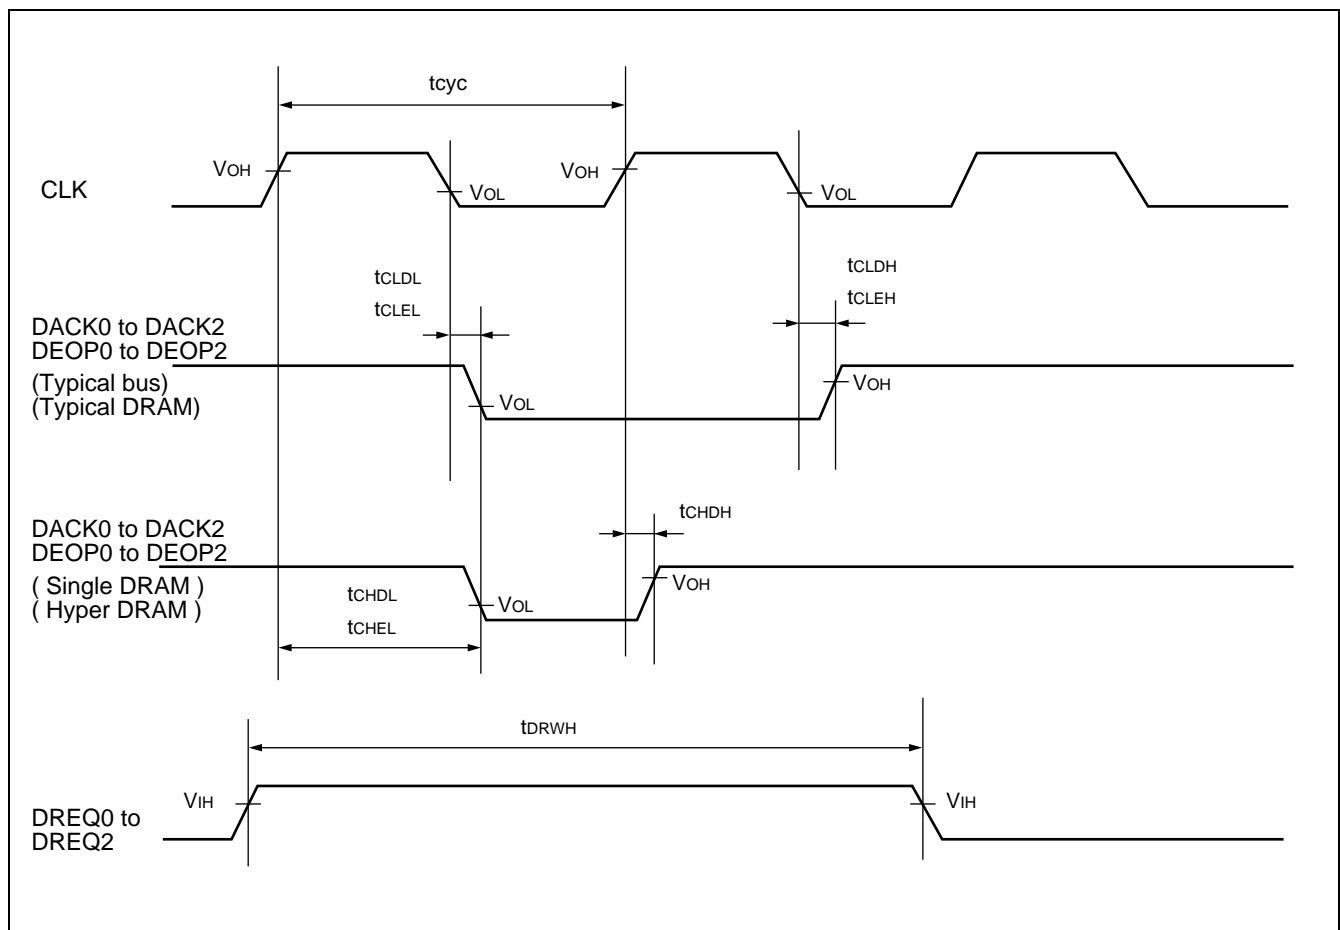 tCYC
VOH
VOH
CLK
VOL
VOL
tCLDL
tCLEL
tCLDH
tCLEH
DACK0 to DACK2
DEOP0 to DEOP2
(Typical bus)
(Typical DRAM)
VOL
VOH
DACK0 to DACK2
DEOP0 to DEOP2
( Single DRAM )
( Hyper DRAM )
tCHDH
VOH
tCHDL
tCHEL
VOL
tDRWH
VIH
VIH
DREQ0 to
DREQ2